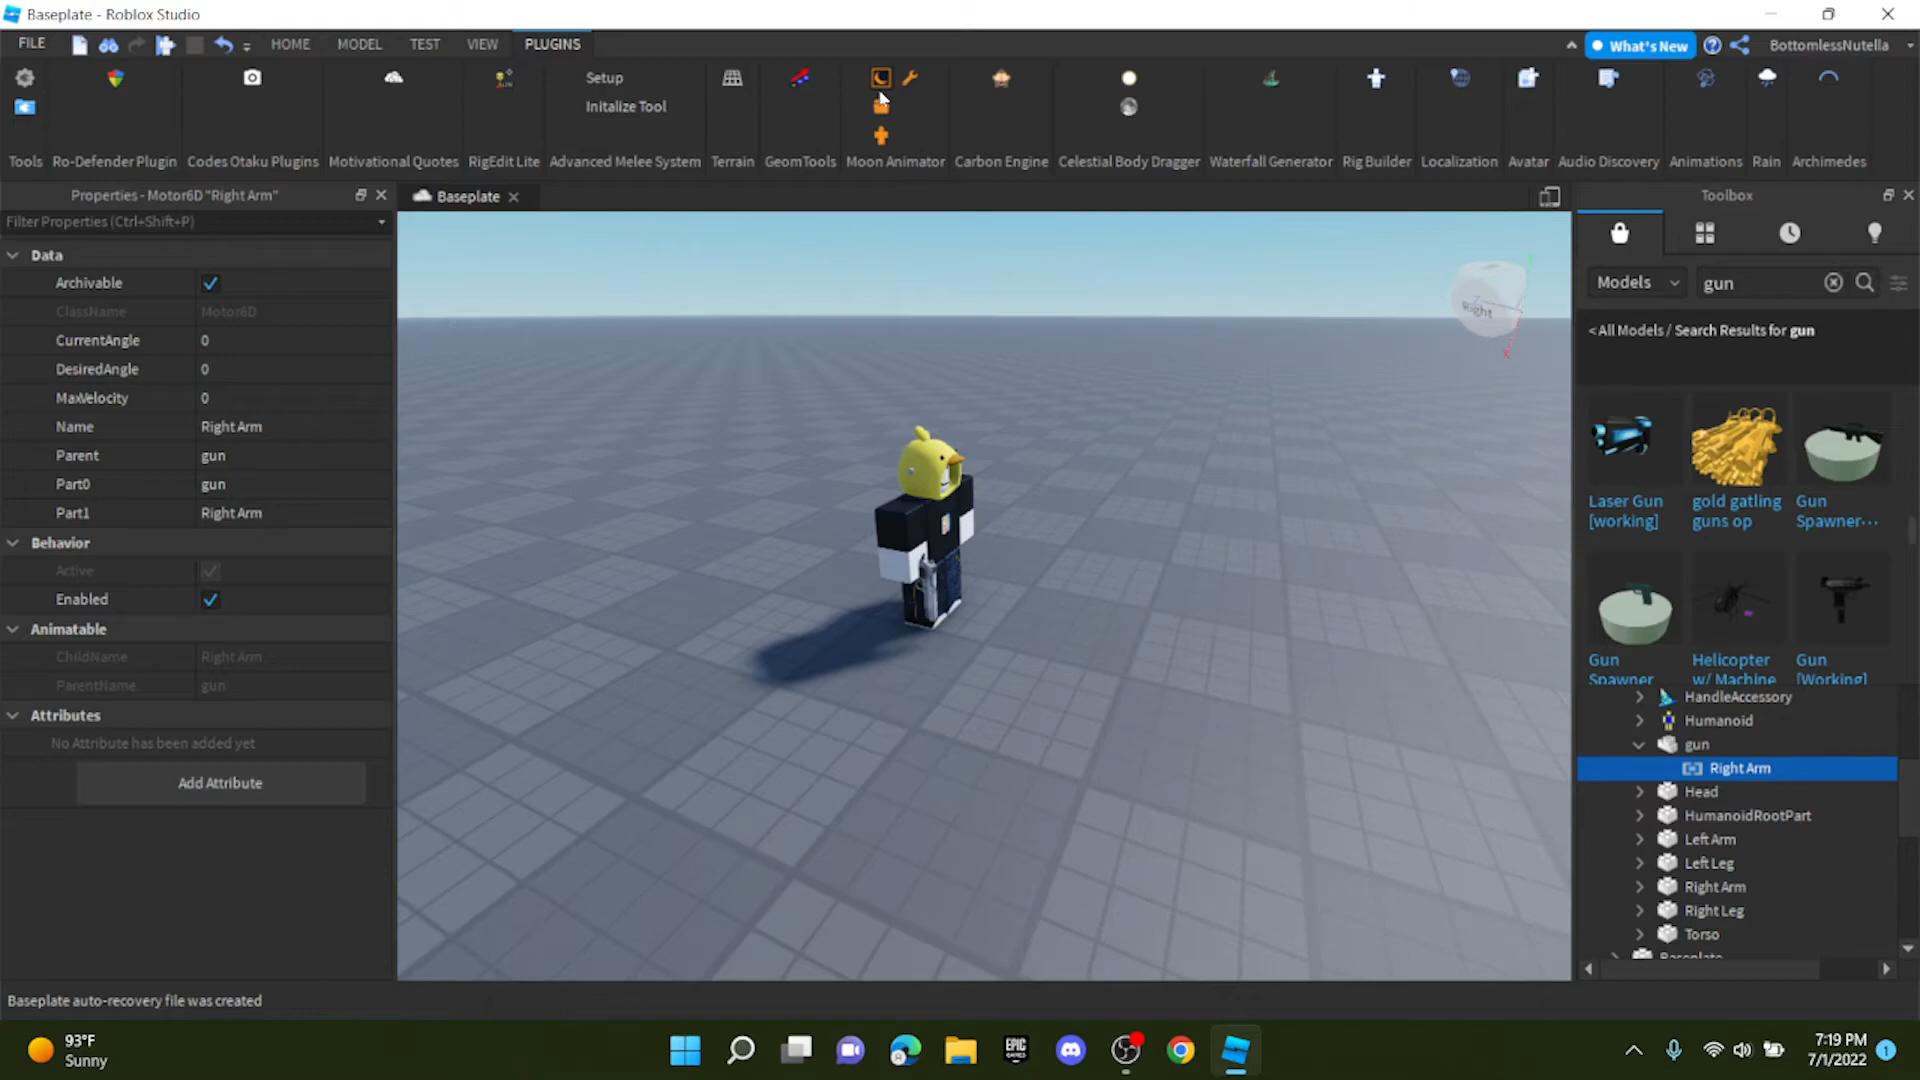 Baseplate - Roblox Studio
FILE
HOME
MODEL
TEST
VIEW
PLUGINS
What's New
BottomlessNutella
Setup
Initalize Tool
Tools
Ro-Defender Plugin
Codes Otaku Plugins
Motivational Quotes
RigEdit Lite
Advanced Melee System
Terrain
GeomTools
Moon Animator
Carbon Engine
Celestial Body Dragger
Waterfall Generator
Rig Builder
Localization
Avatar
Audio Discovery
Animations
Rain
Archimedes
Properties - Motor6D "Right Arm"
Filter Properties (Ctrl+Shift+P)
Data
Archivable
ClassName Motor6D
CurrentAngle 0
DesiredAngle 0
MaxVelocity 0
Name Right Arm
Parent gun
Part0 gun
Part1 Right Arm
Behavior
Active
Enabled
Animatable
ChildName Right Arm
ParentName gun
Attributes
No Attribute has been added yet
Add Attribute
Baseplate
Right
X
Toolbox
Models
gun
< All Models / Search Results for gun
Laser Gun
[working]
gold gatling
guns op
Gun
Spawner...
Gun
Spawner
Helicopter
w/ Machine
Gun
[Working]
HandleAccessory
Humanoid
gun
Right Arm
Head
HumanoidRootPart
Left Arm
Left Leg
Right Arm
Right Leg
Torso
Baseplate
Baseplate auto-recovery file was created
93°F
Sunny
EPIC
GAMES
7:19 PM
7/1/2022
1